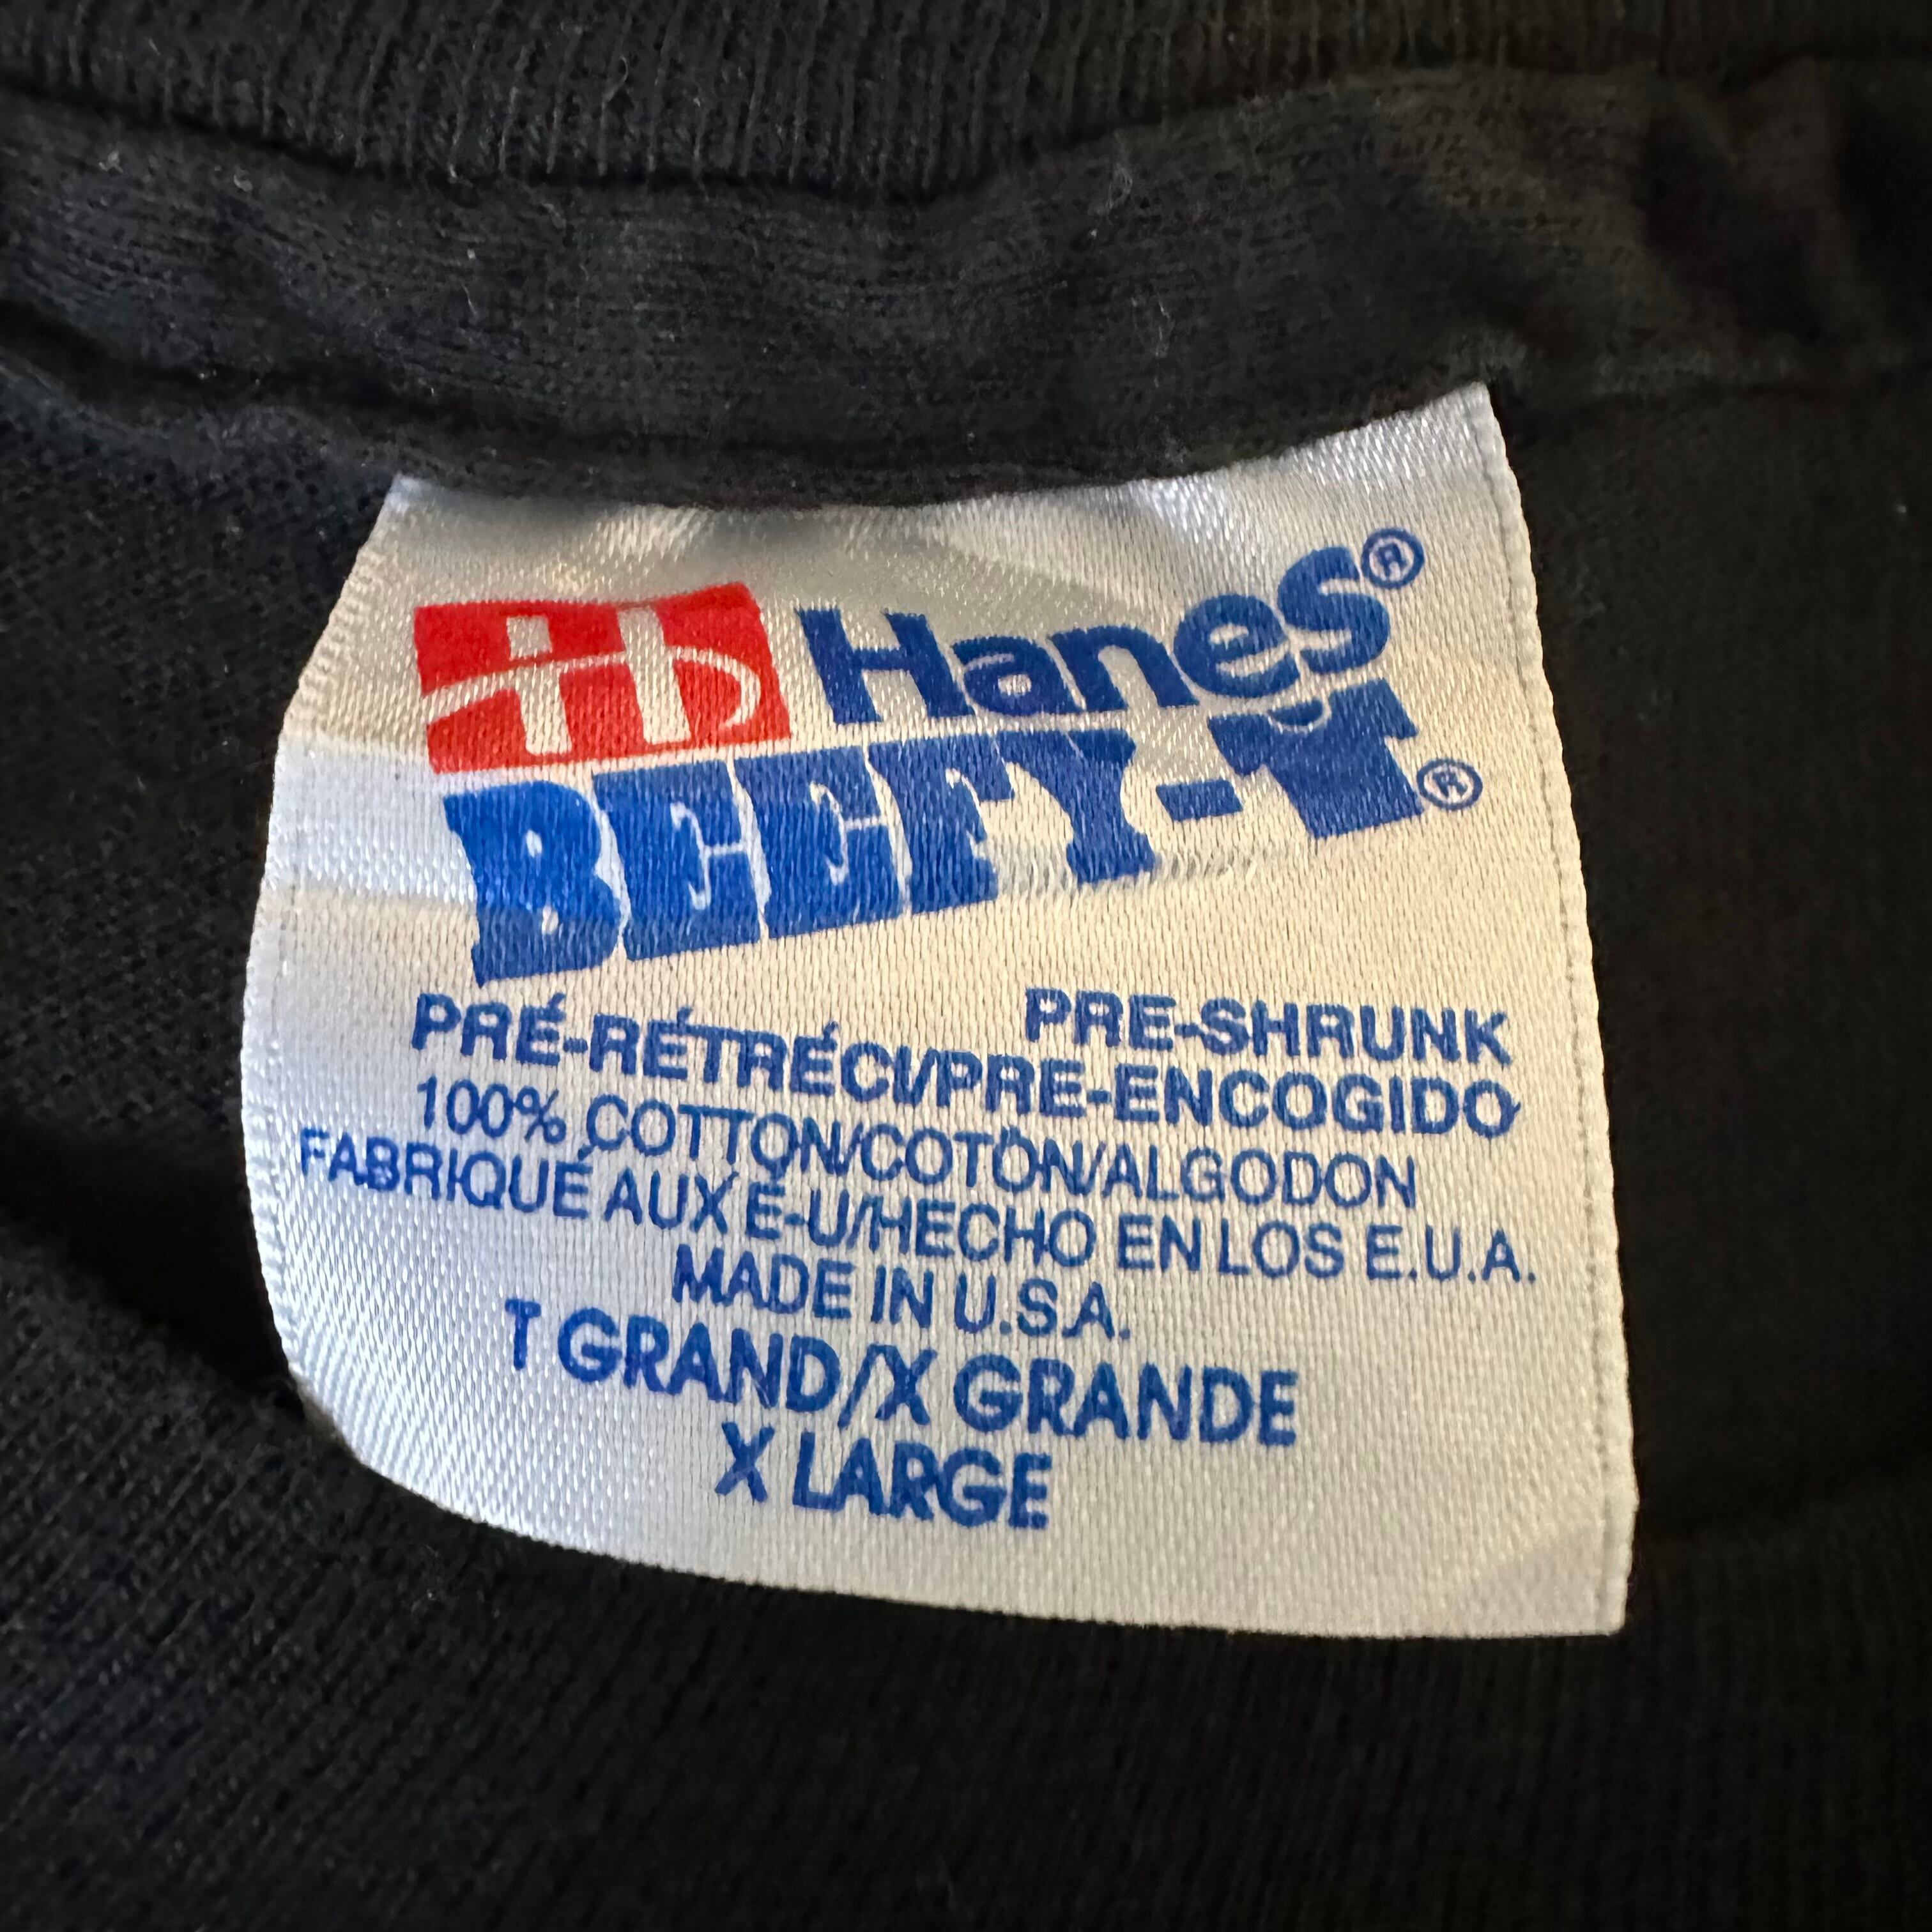 Hanes®
BEEFY-T®
PRE-SHRUNK
PRÉ-RÉTRÉCI/PRE-ENCOGIDO
100% COTTON/COTON/ALGODON
FABRIQUÉ AUX É-U/HECHO EN LOS E.U.A.
MADE IN U.S.A.
T GRAND/X GRANDE
X LARGE